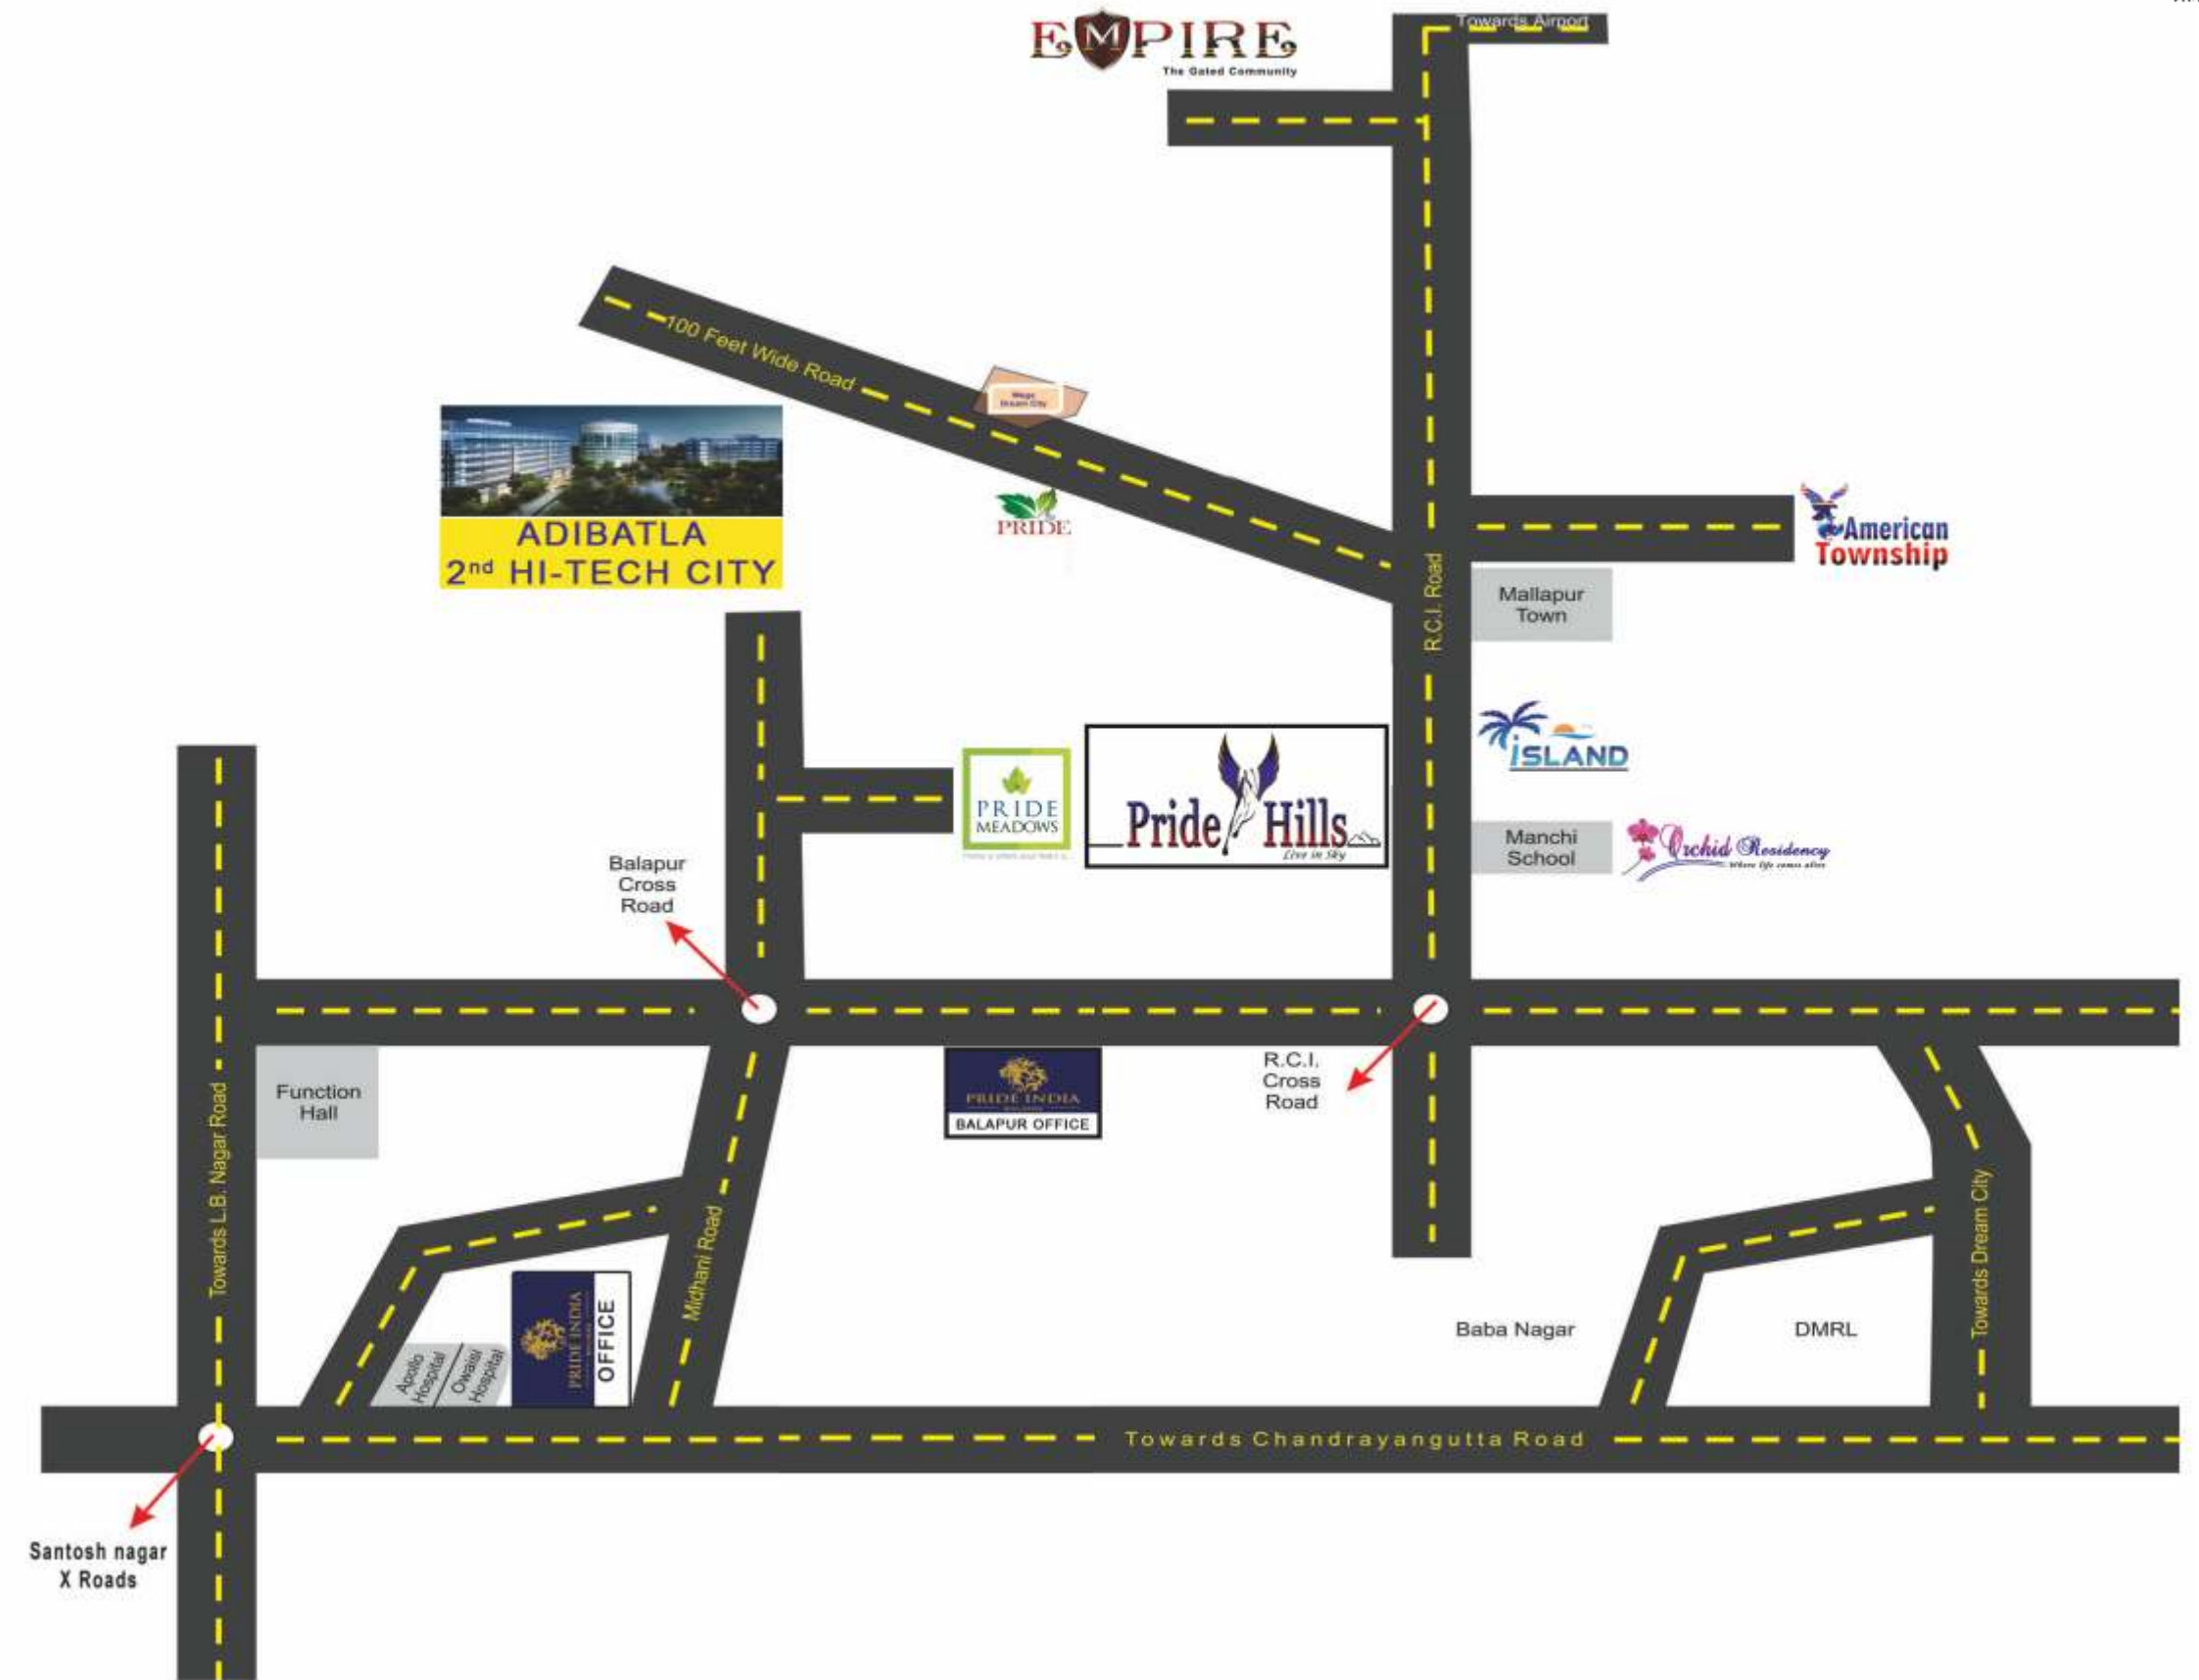 Towards Airport
EMPIRE
The Gated Community
100 Feet Wide Road
Mega
Dream City
PRIDE
ADIBATLA
2nd HI-TECH CITY
American
Township
R.C.I. Road
Mallapur
Town
ISLAND
PRIDE
MEADOWS
Pride Hills
Live in Sky
Manchi
School
Orchid Residency
Where life comes alive
Balapur
Cross
Road
R.C.I.
Cross
Road
PRIDE INDIA
BALAPUR OFFICE
Function
Hall
Towards L.B. Nagar Road
Midhani Road
Towards Dream City
Apollo
Hospital
Owaisi
Hospital
PRIDE INDIA
OFFICE
Baba Nagar
DMRL
Towards Chandrayangutta Road
Santosh nagar
X Roads